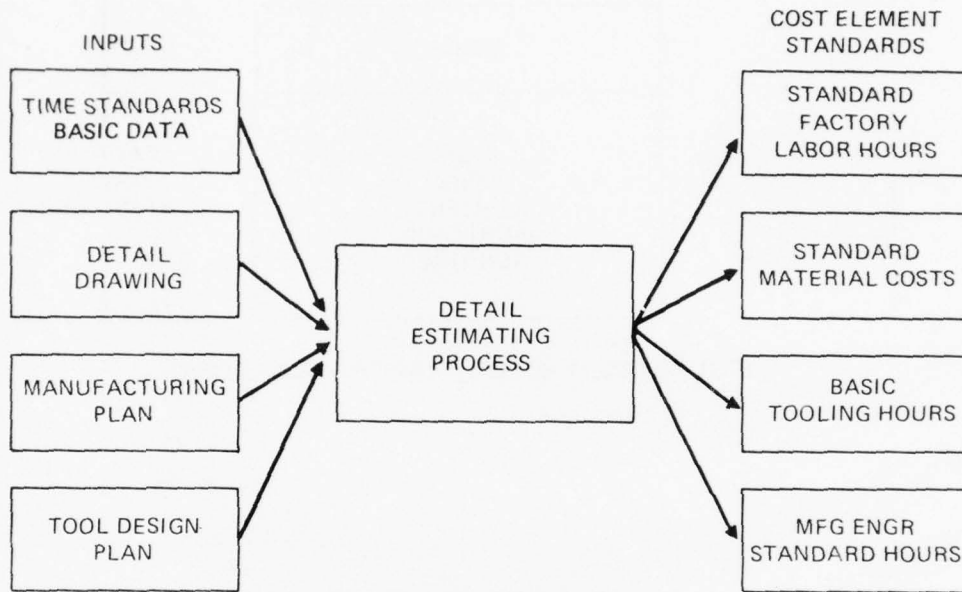 INPUTS
TIME STANDARDS
BASIC DATA
DETAIL
DRAWING
MANUFACTURING
PLAN
TOOL DESIGN
PLAN
DETAIL
ESTIMATING
PROCESS
COST ELEMENT
STANDARDS
STANDARD
FACTORY
LABOR HOURS
STANDARD
MATERIAL COSTS
BASIC
TOOLING HOURS
MFG ENGR
STANDARD HOURS